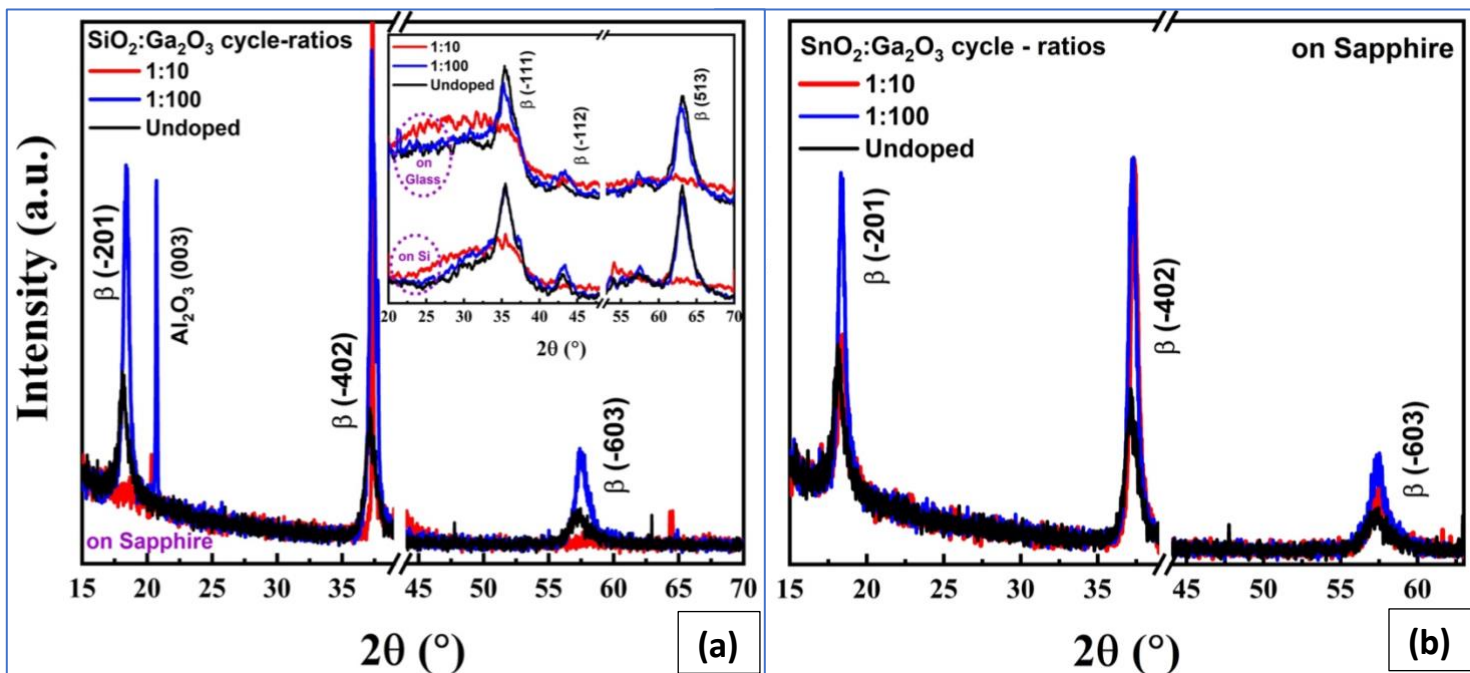 SiO₂:Ga₂O₃ cycle-ratios
1:10
1:100
Undoped
β (-201)
Al₂O₃ (003)
β (-402)
β (-603)
on Sapphire
Intensity (a.u.)
15 20 25 30 35 45 50 55 60 65 70
2θ (°)
(a)
1:10
1:100
Undoped
β (-111)
β (-112)
β (513)
on
Glass
on Si
20 25 30 35 40 45 55 60 65 70
2θ (°)
SnO₂:Ga₂O₃ cycle - ratios
on Sapphire
1:10
1:100
Undoped
β (-201)
β (-402)
β (-603)
15 20 25 30 35 45 50 55 60
2θ (°)
(b)